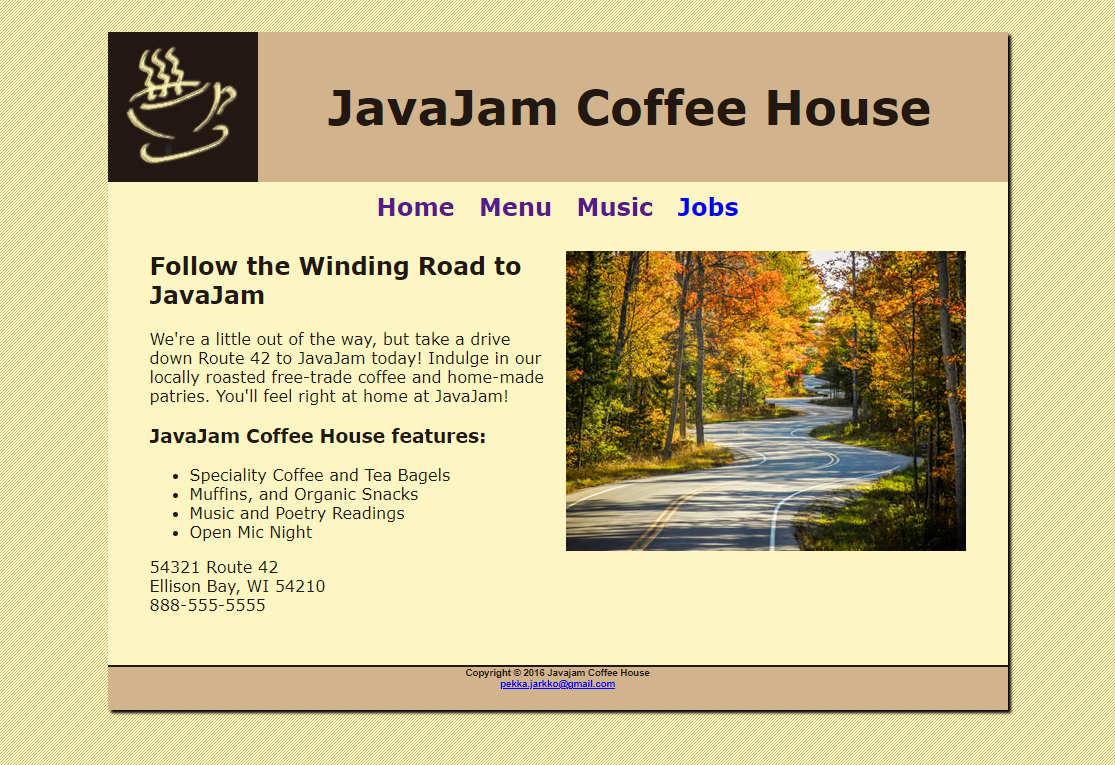 JavaJam Coffee House
Home Menu Music Jobs
Follow the Winding Road to
JavaJam
We're a little out of the way, but take a drive
down Route 42 to JavaJam today! Indulge in our
locally roasted free-trade coffee and home-made
patries. You'll feel right at home at JavaJam!
JavaJam Coffee House features:
• Speciality Coffee and Tea Bagels
• Muffins, and Organic Snacks
• Music and Poetry Readings
• Open Mic Night
54321 Route 42
Ellison Bay, WI 54210
888-555-5555
Copyright © 2016 Javajam Coffee House
pekka.jarkko@gmail.com